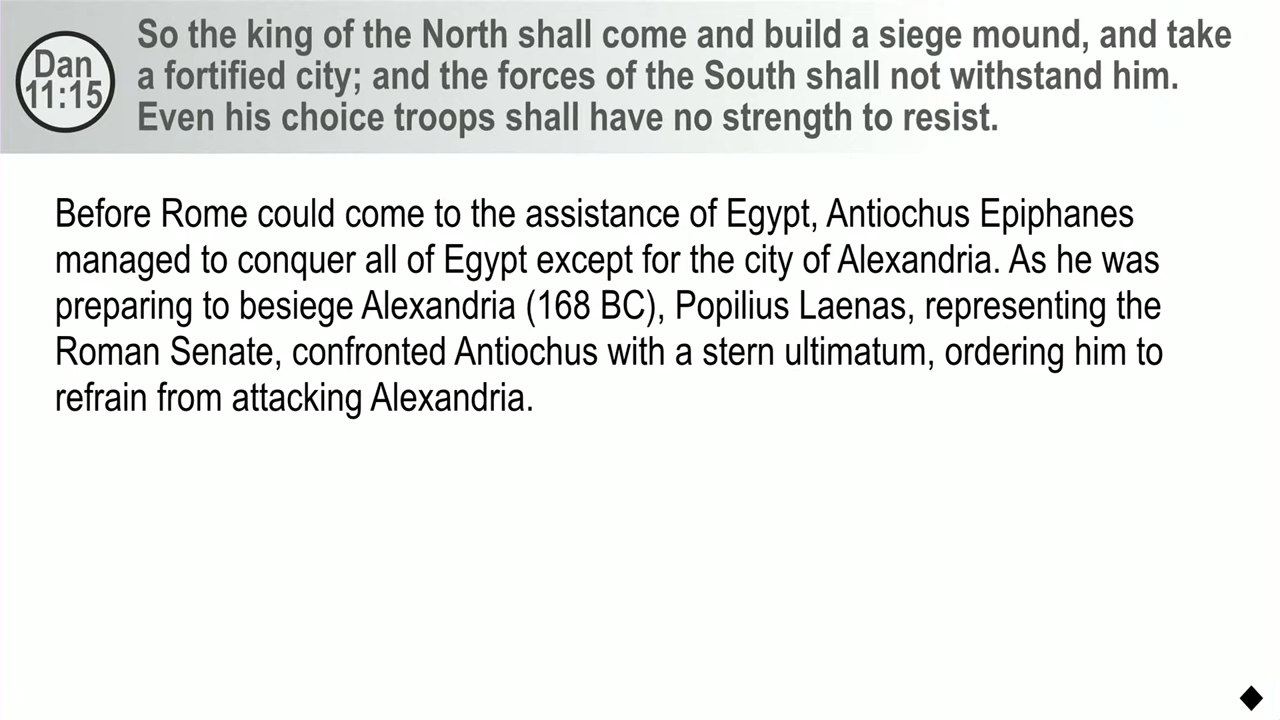 Dan
11:15
So the king of the North shall come and build a siege mound, and take
a fortified city; and the forces of the South shall not withstand him.
Even his choice troops shall have no strength to resist.
Before Rome could come to the assistance of Egypt, Antiochus Epiphanes
managed to conquer all of Egypt except for the city of Alexandria. As he was
preparing to besiege Alexandria (168 BC), Popilius Laenas, representing the
Roman Senate, confronted Antiochus with a stern ultimatum, ordering him to
refrain from attacking Alexandria.